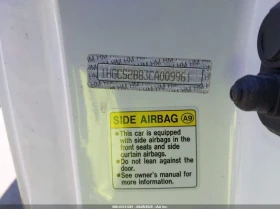 1HGCS2B83CA009961
SIDE AIRBAG A9
•This car is equipped
with side airbags in the
front seats and side
curtain airbags.
•Do not lean against the
door.
•See owner's manual for
more information.